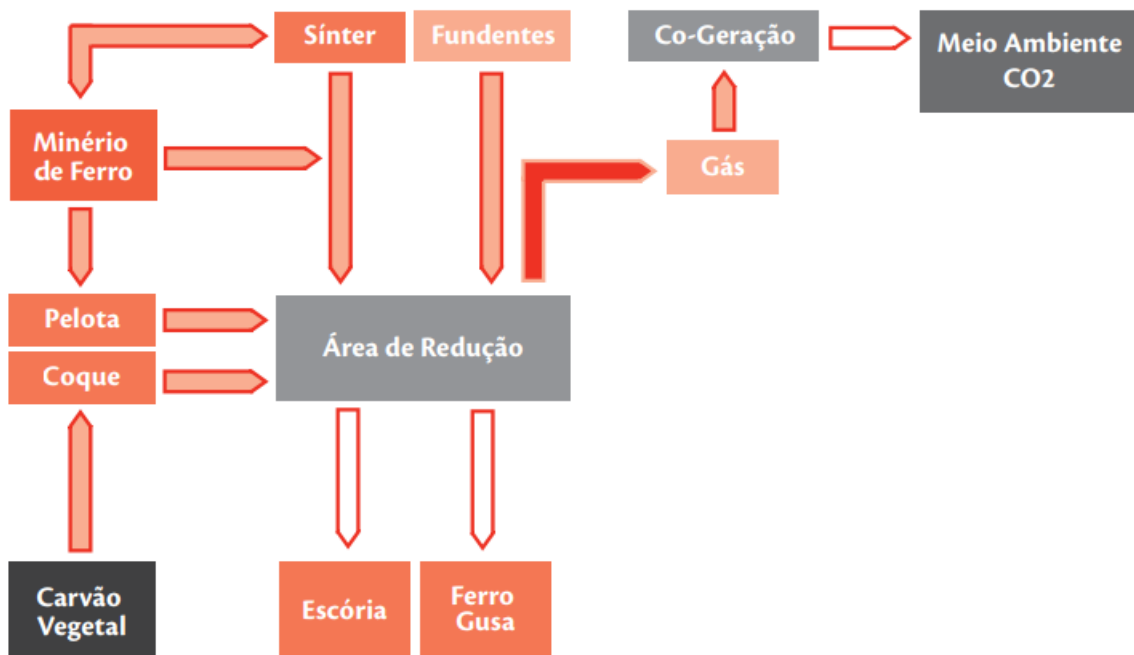 Sínter
Fundentes
Co-Geração
Meio Ambiente
CO2
Minério
de Ferro
Gás
Pelota
Coque
Área de Redução
Carvão
Vegetal
Escória
Ferro
Gusa